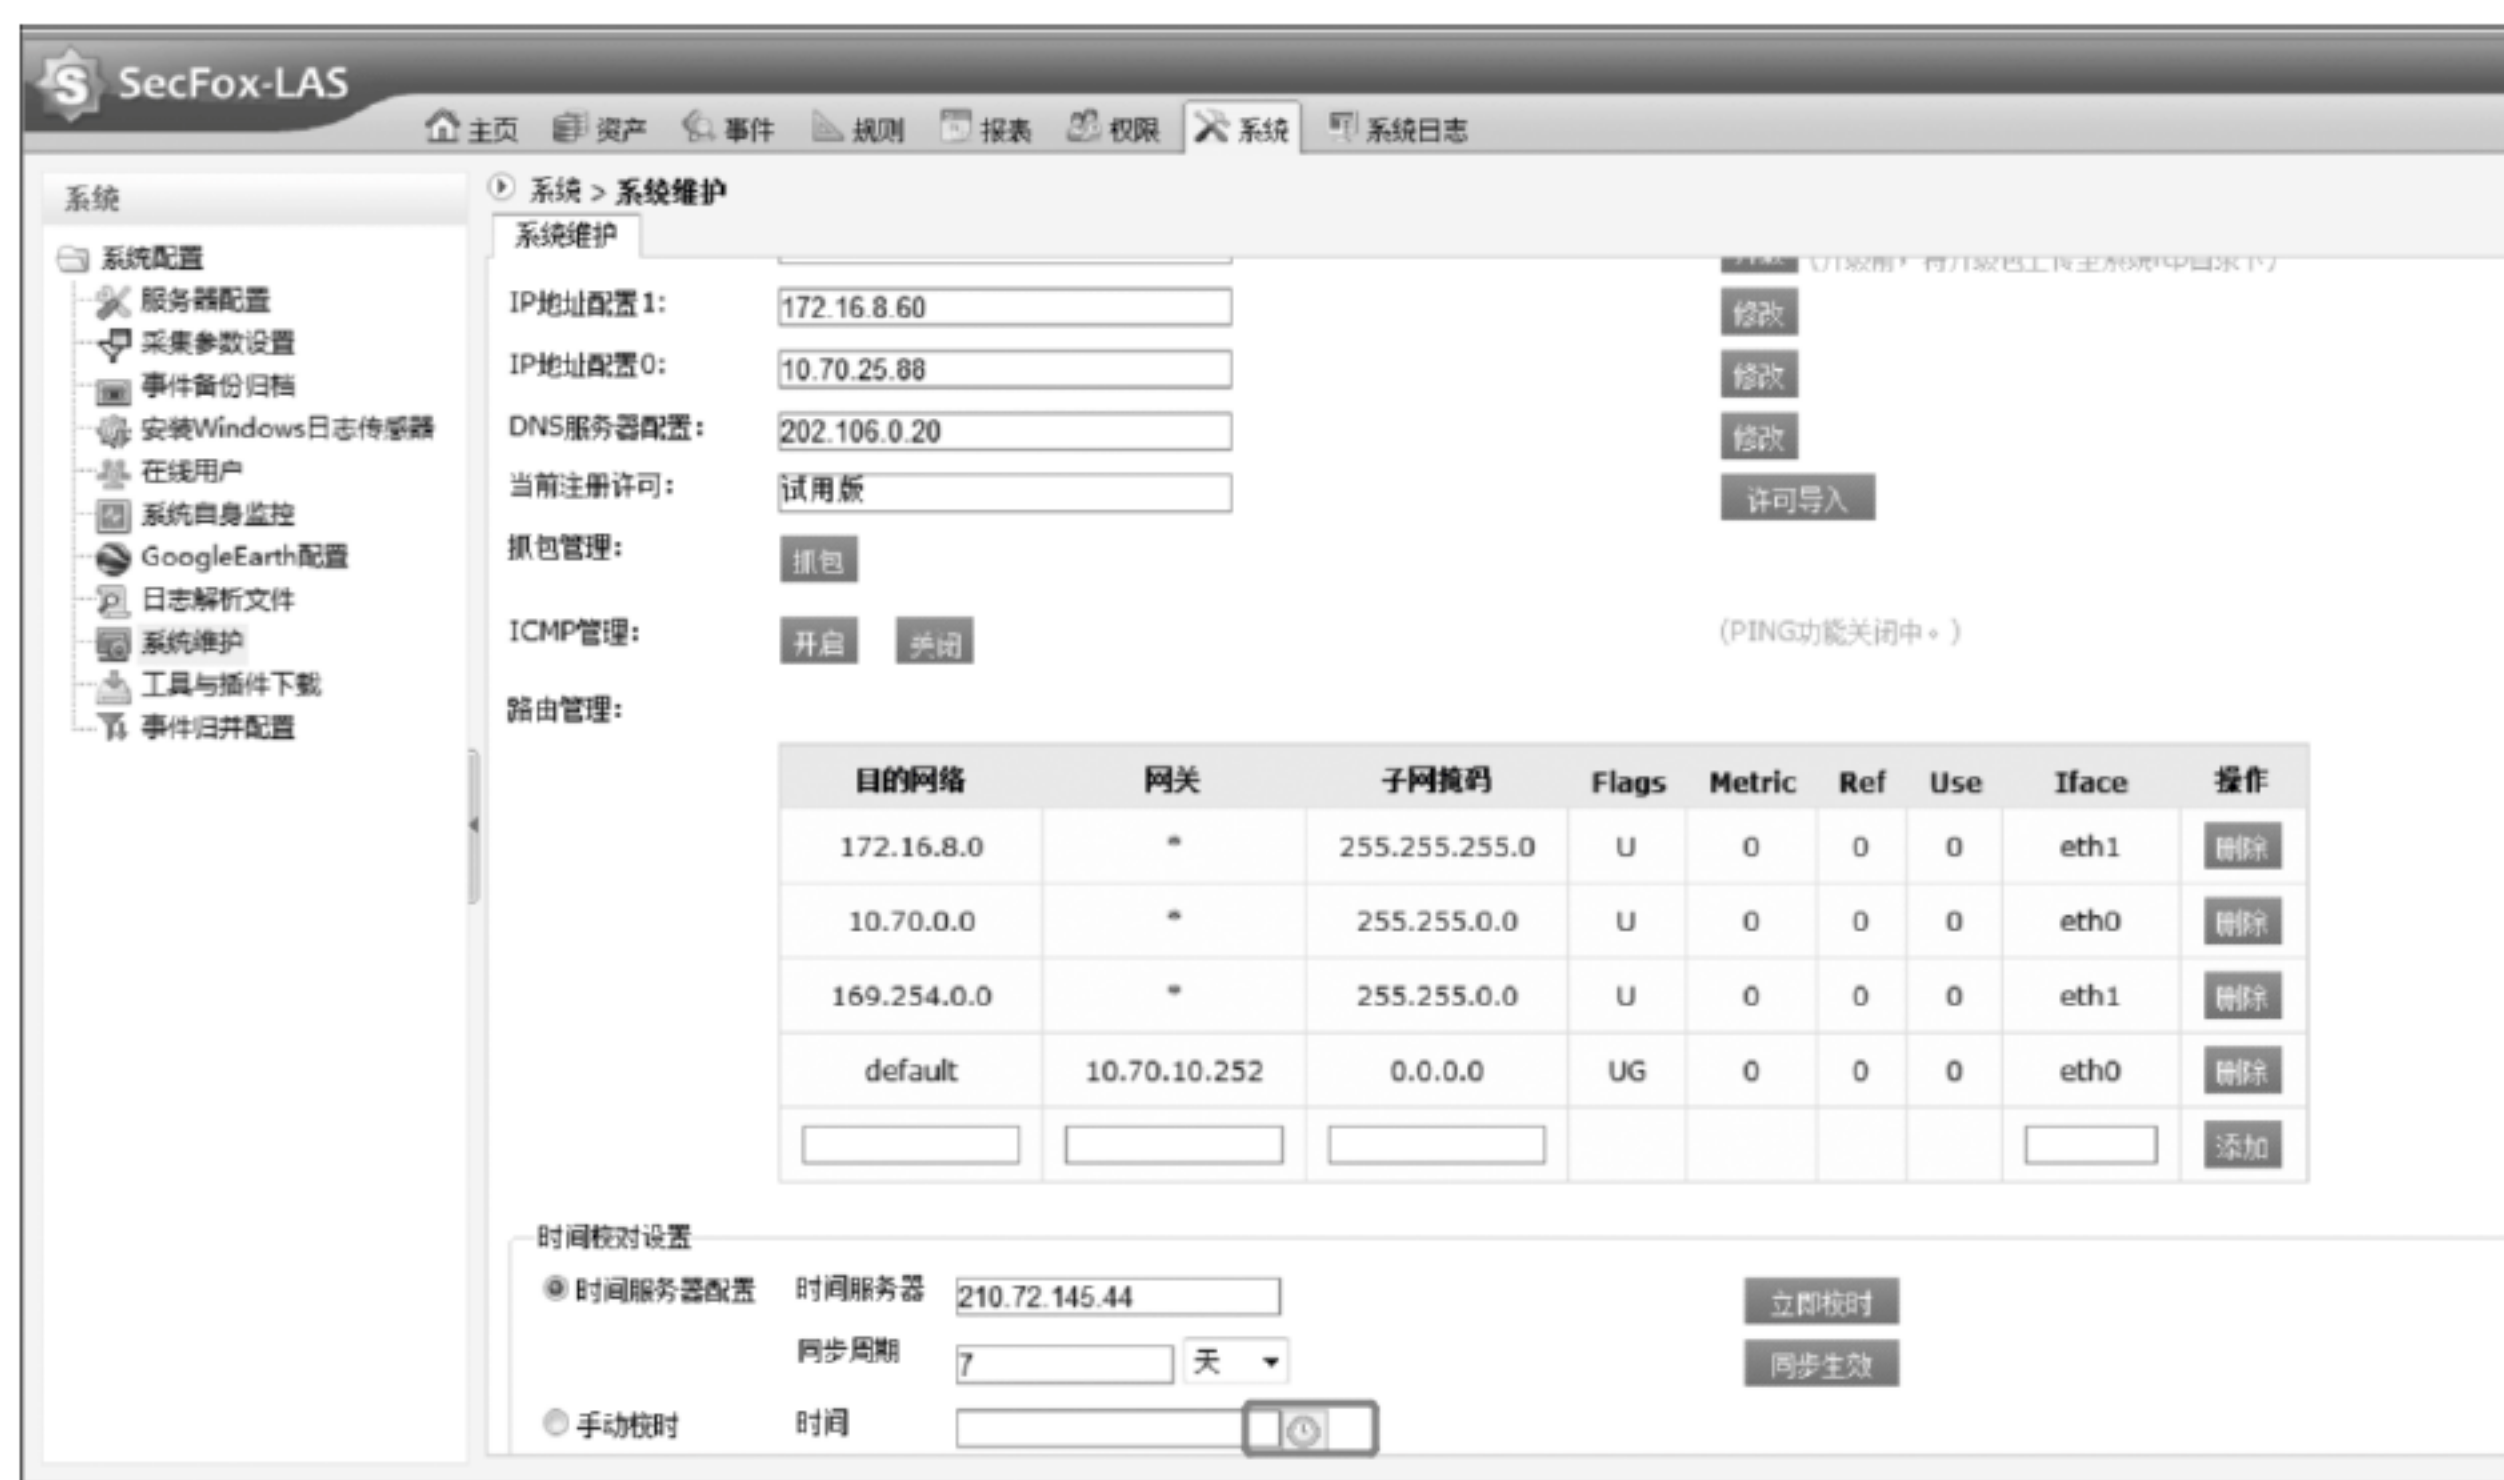 SecFox-LAS
主页 资产 事件 规则 报表 权限 系统 系统日志
系统
系统配置
服务器配置
采集参数设置
事件备份归档
安装Windows日志传感器
在线用户
系统自身监控
GoogleEarth配置
日志解析文件
系统维护
工具与插件下载
事件归并配置
系统 > 系统维护
系统维护
IP地址配置1: 172.16.8.60 修改
IP地址配置0: 10.70.25.88 修改
DNS服务器配置: 202.106.0.20 修改
当前注册许可: 试用版 许可导入
抓包管理: 抓包
ICMP管理: 开启 关闭 (PING功能关闭中。)
路由管理:
目的网络 网关 子网掩码 Flags Metric Ref Use Iface 操作
172.16.8.0 * 255.255.255.0 U 0 0 0 eth1 删除
10.70.0.0 * 255.255.0.0 U 0 0 0 eth0 删除
169.254.0.0 * 255.255.0.0 U 0 0 0 eth1 删除
default 10.70.10.252 0.0.0.0 UG 0 0 0 eth0 删除
添加
时间校对设置
时间服务器配置 时间服务器 210.72.145.44 立即校时
同步周期 7 天 同步生效
手动校时 时间